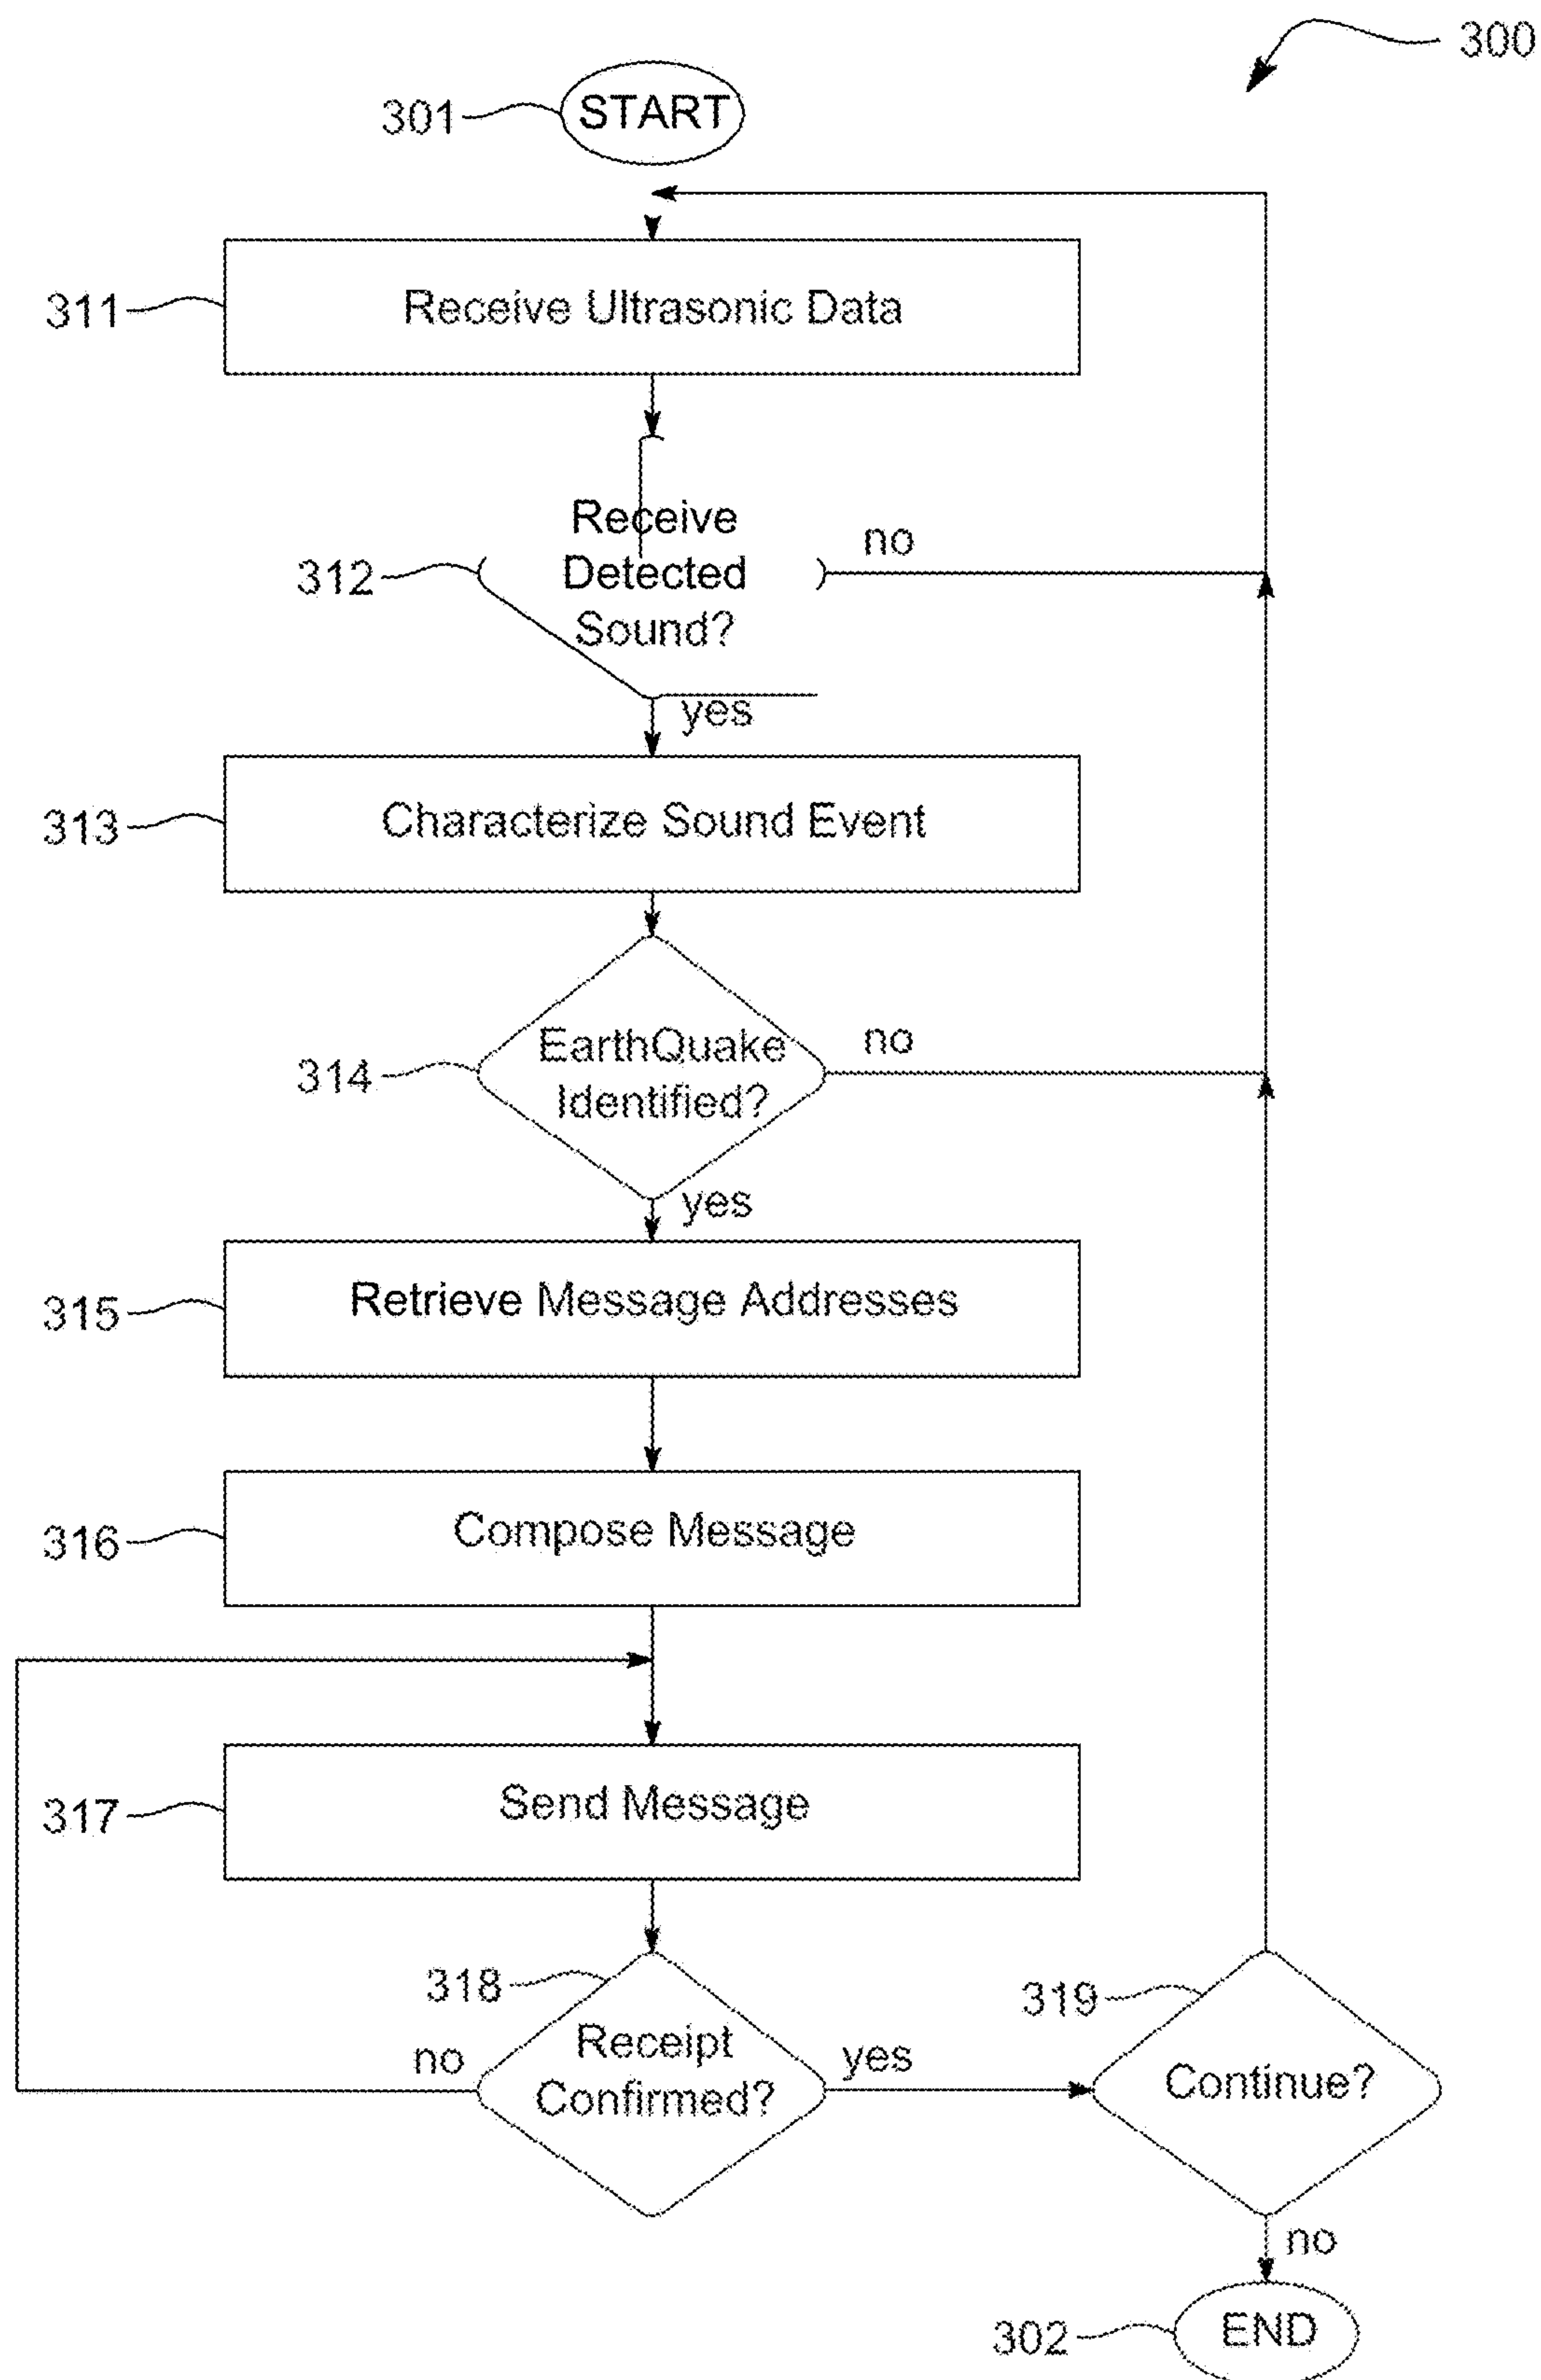 300
301
START
311
Receive Ultrasonic Data
Receive
no
312
Detected
Sound?
yes
313
Characterize Sound Event
EarthQuake
no
314
Identified?
yes
315
Retrieve Message Addresses
316
Compose Message
317
Send Message
318
319
Receipt
no
yes
Confirmed?
Continue?
no
302
END